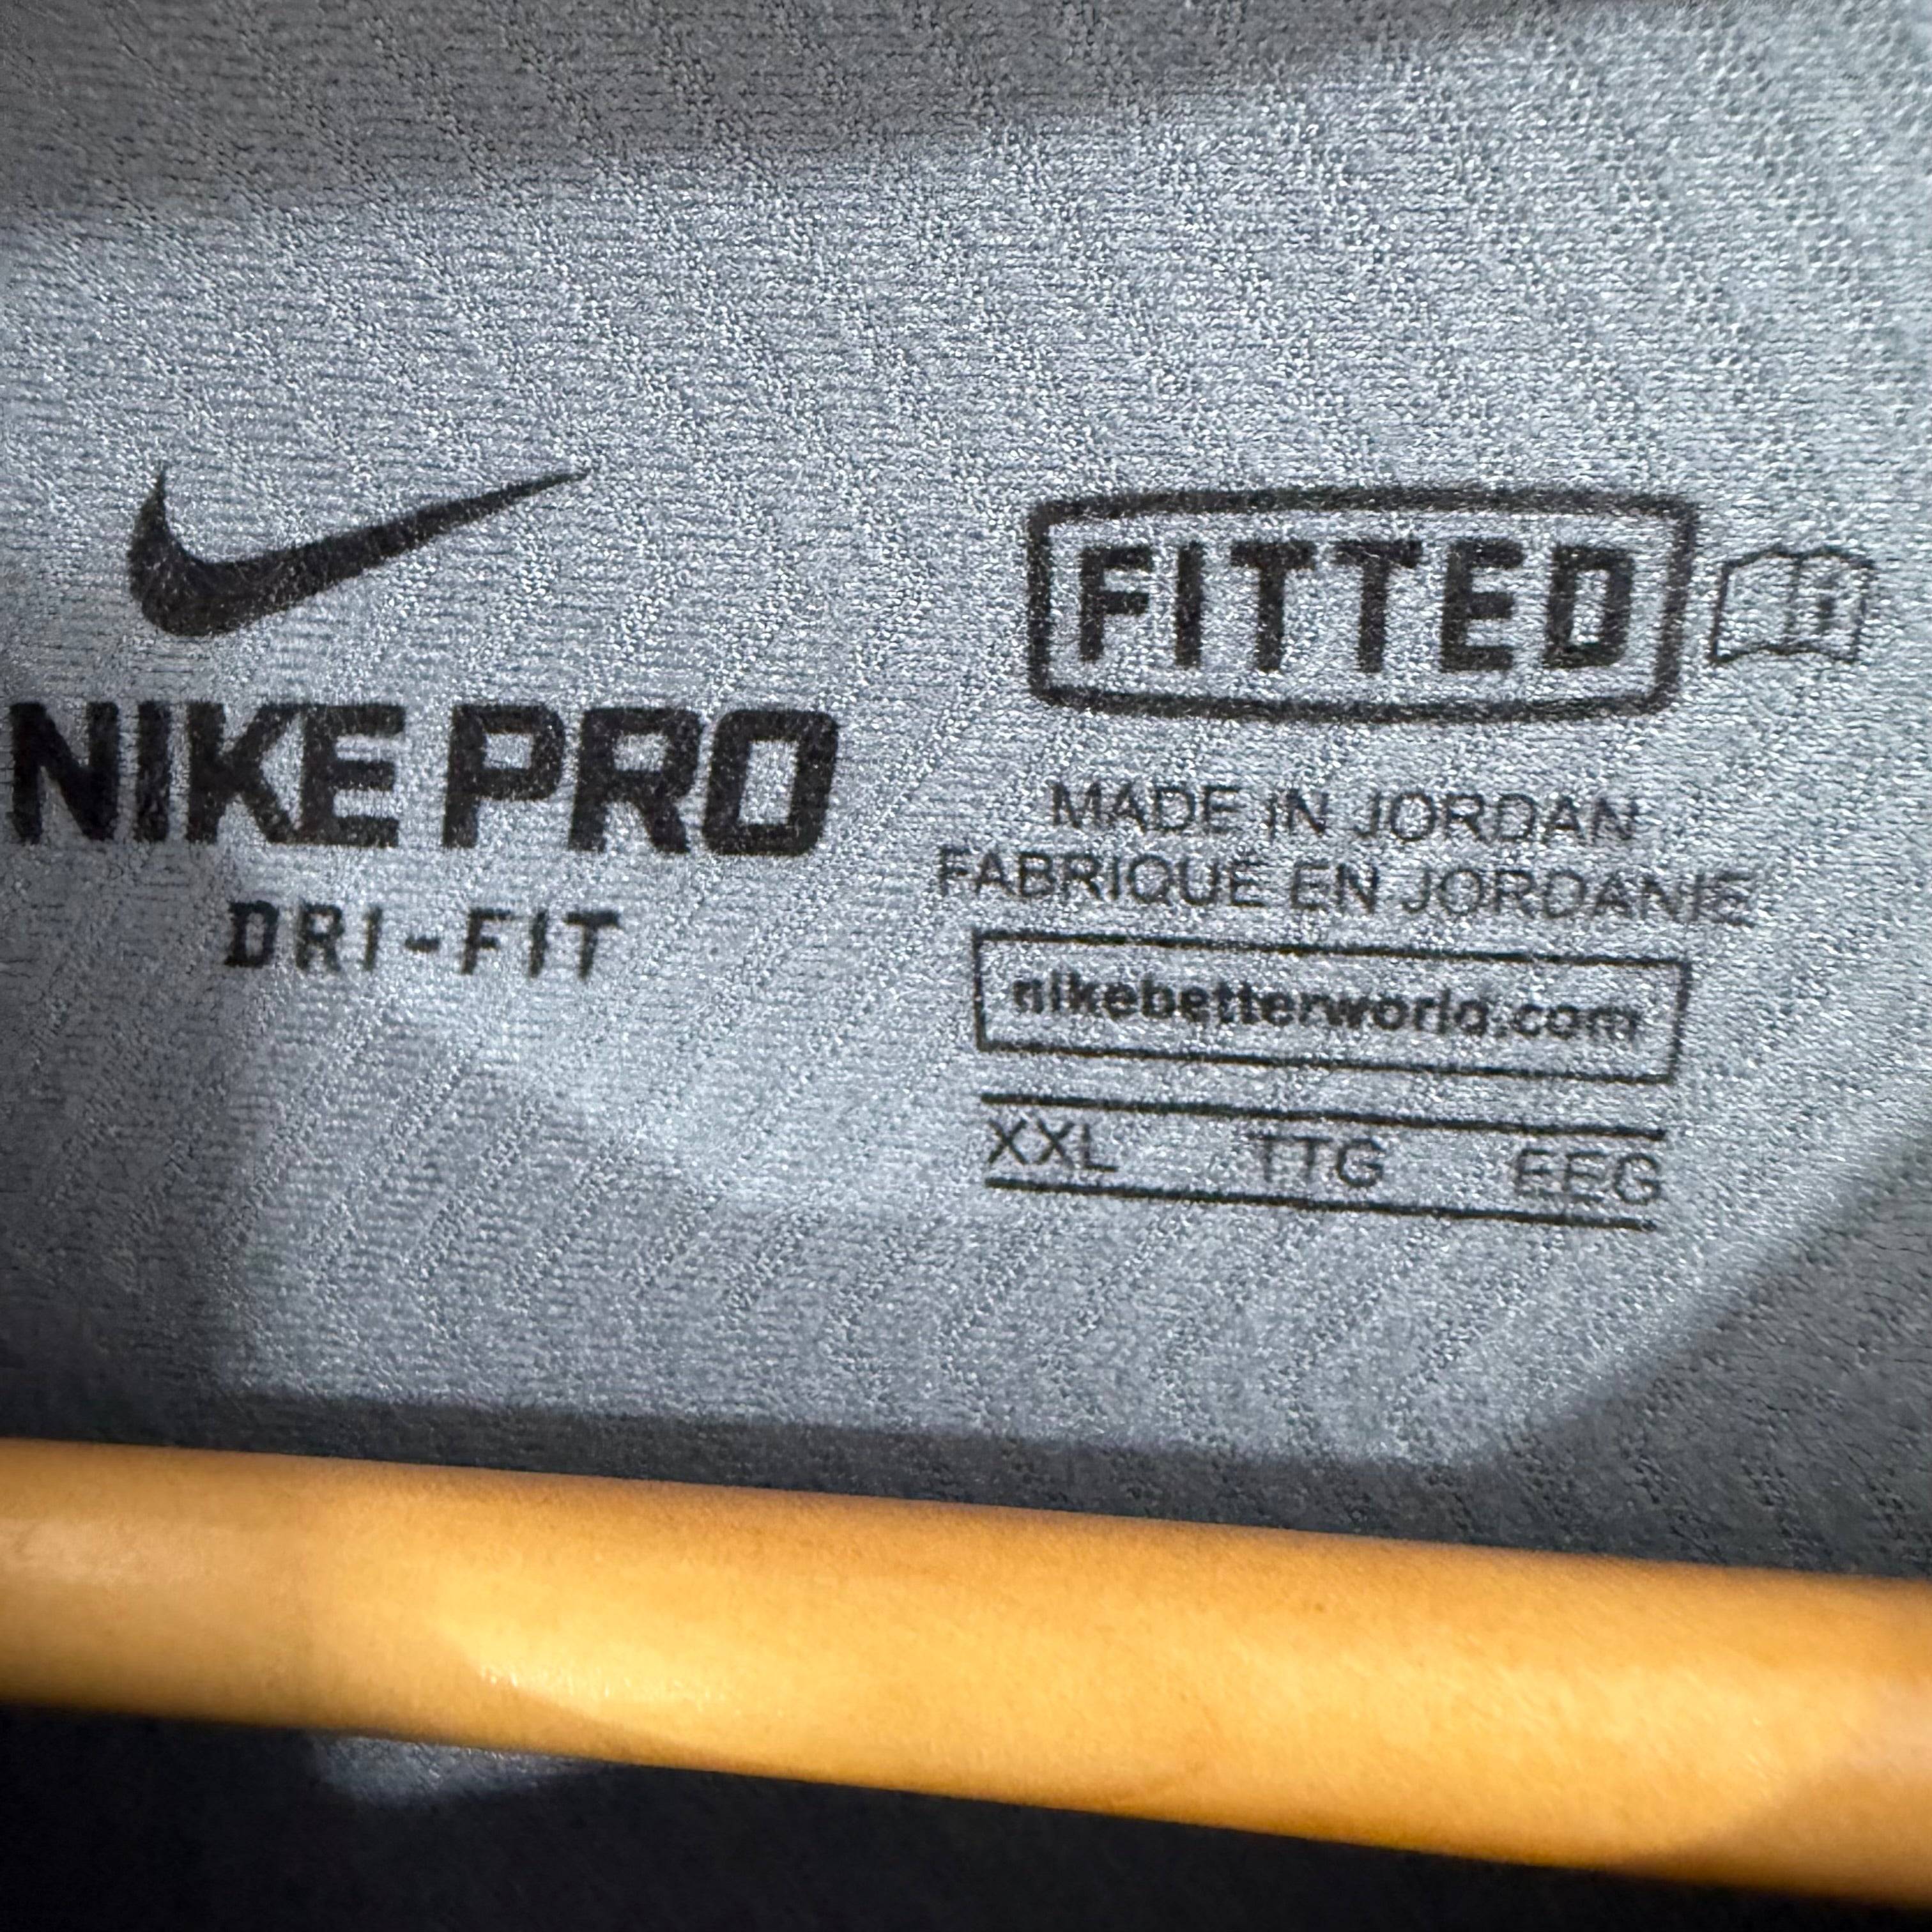 NIKE PRO
DRI-FIT
FITTED
MADE IN JORDAN
FABRIQUÉ EN JORDANIE
nikebetterworld.com
XXL TTG EEG